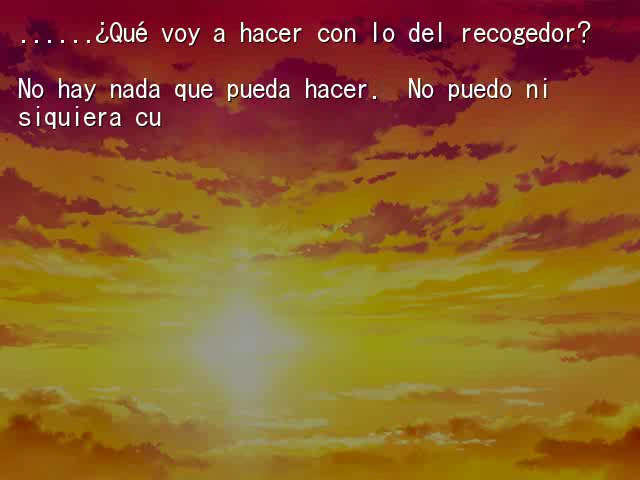 ......¿Qué voy a hacer con lo del recogedor?
No hay nada que pueda hacer. No puedo ni
siquiera cu